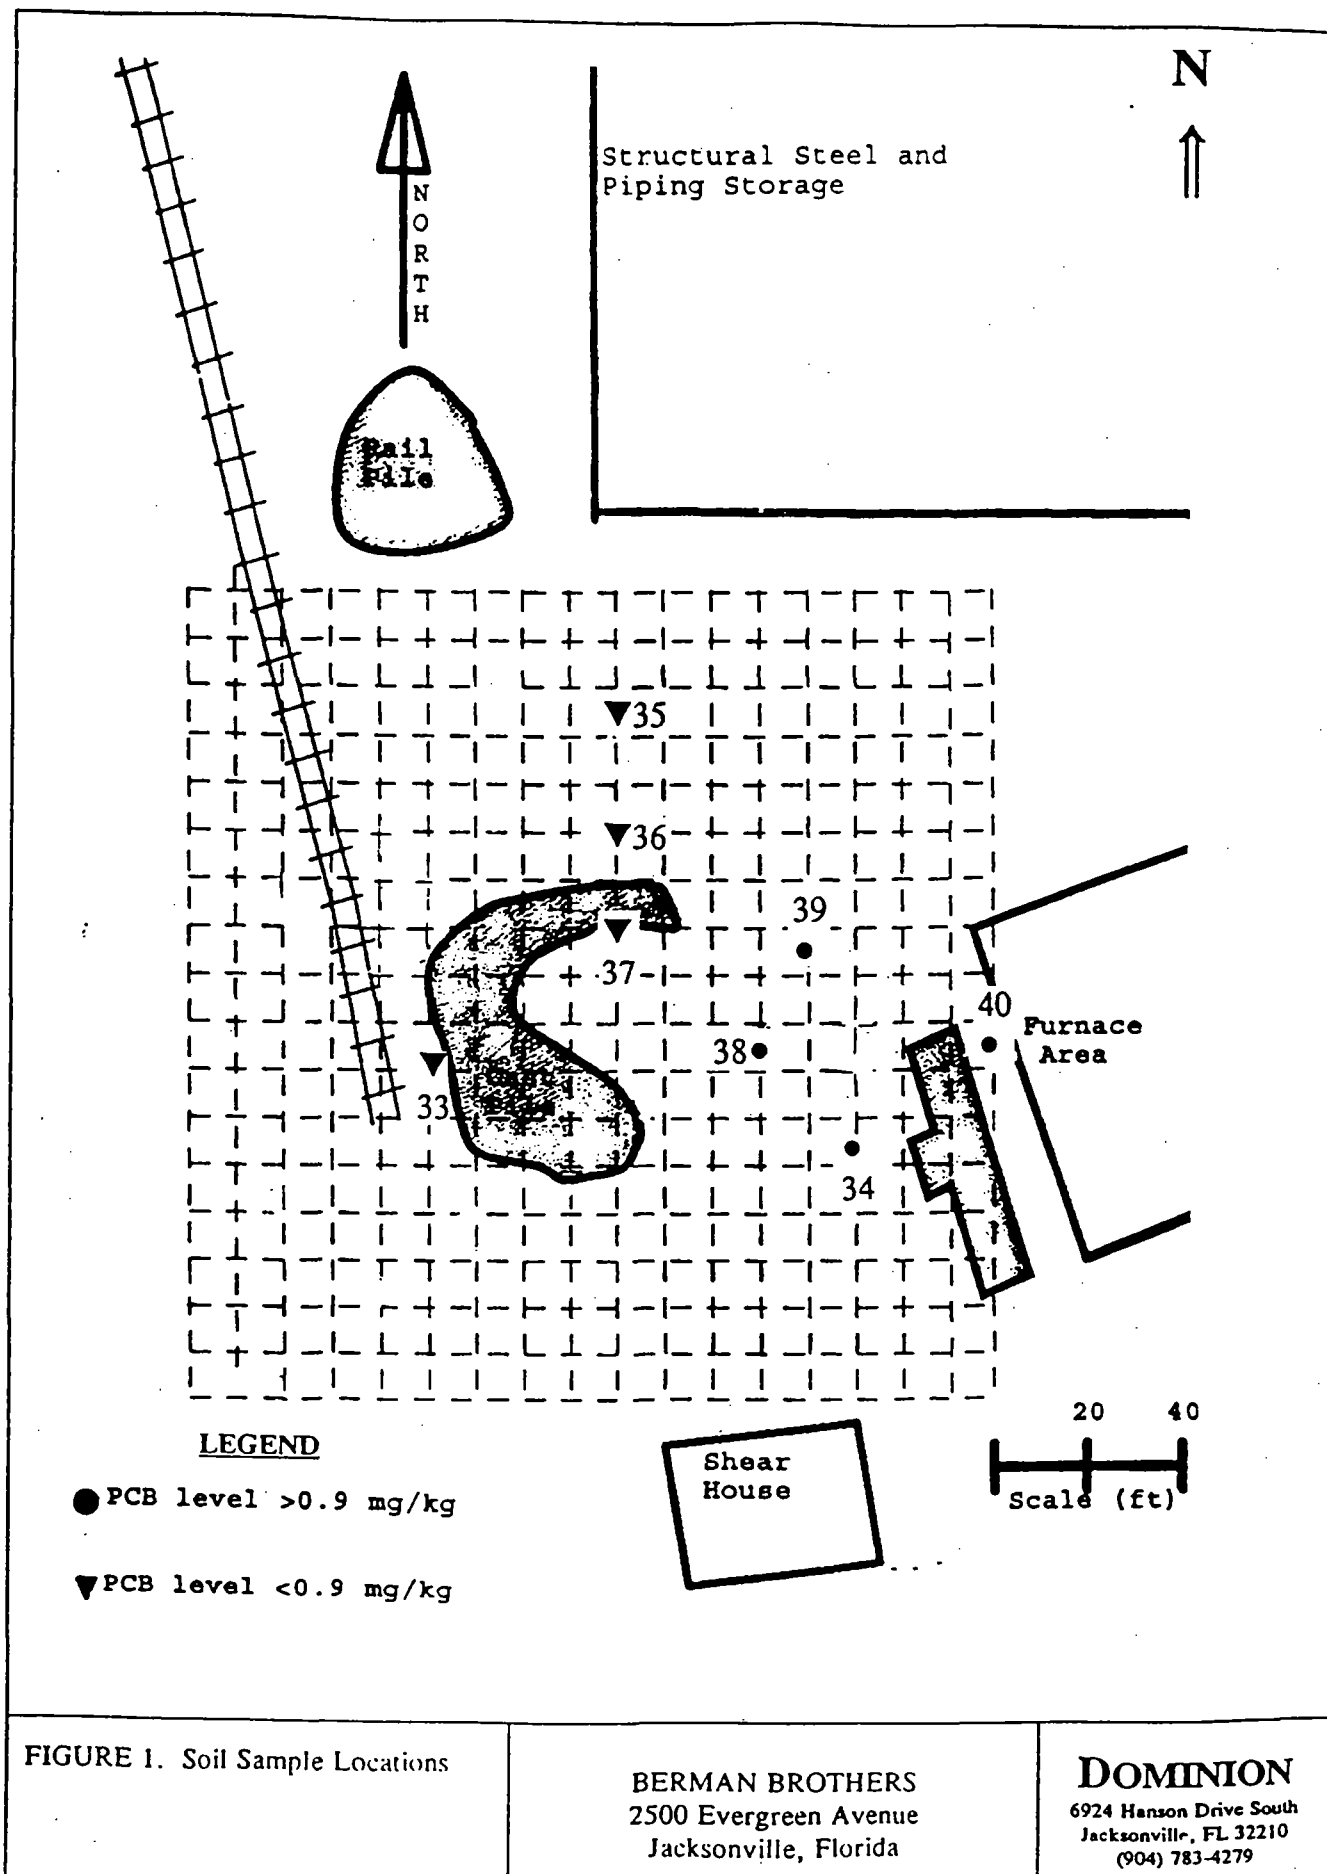 N
NORTH
Structural Steel and
Piping Storage
Rail
Pile
35
36
39
37
40
Furnace
Area
38
33
34
LEGEND
PCB level >0.9 mg/kg
PCB level <0.9 mg/kg
Shear
House
20 40
Scale (ft)
FIGURE 1. Soil Sample Locations
BERMAN BROTHERS
2500 Evergreen Avenue
Jacksonville, Florida
DOMINION
6924 Hanson Drive South
Jacksonville, FL 32210
(904) 783-4279